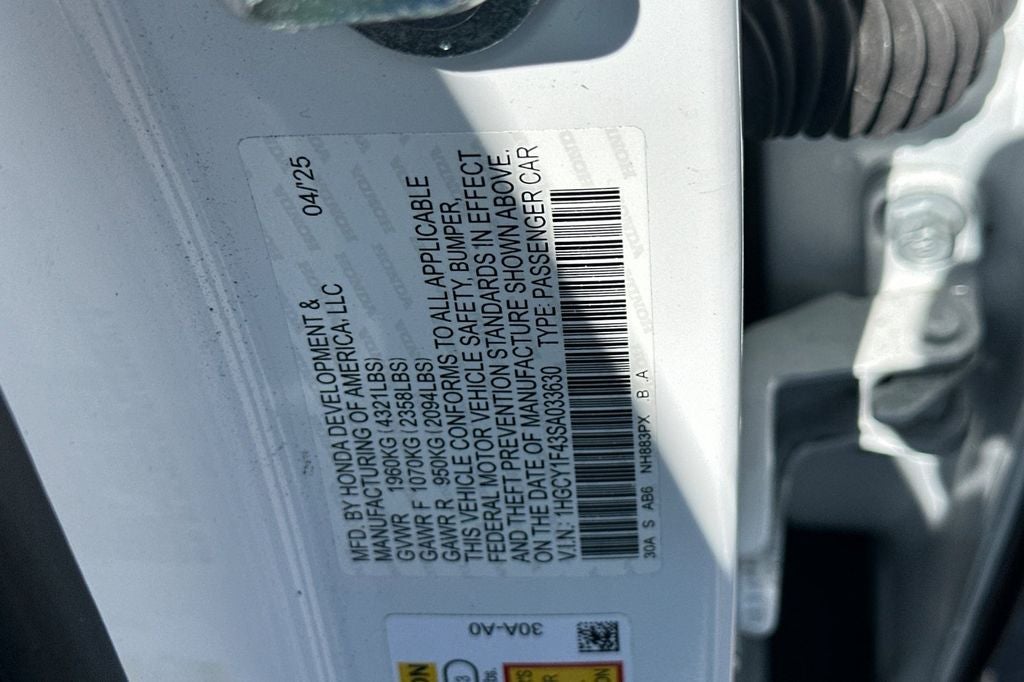 MFD. BY HONDA DEVELOPMENT & 04/'25
MANUFACTURING OF AMERICA, LLC
GVWR 1960KG(4321LBS)
GAWR F 1070KG(2358LBS)
GAWR R 950KG(2094LBS)
THIS VEHICLE CONFORMS TO ALL APPLICABLE
FEDERAL MOTOR VEHICLE SAFETY, BUMPER,
AND THEFT PREVENTION STANDARDS IN EFFECT
ON THE DATE OF MANUFACTURE SHOWN ABOVE.
V.I.N.: 1HGCY1F43SA033630 TYPE: PASSENGER CAR
30A S AB6 NH883PX .B .A
30A-A0